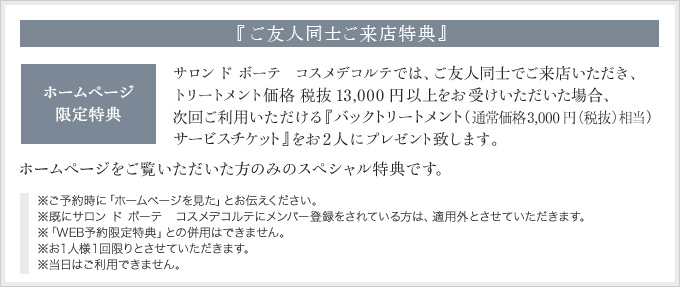 『ご友人同士ご来店特典』
ホームページ
限定特典
サロン ド ボーテ　コスメデコルテでは、ご友人同士でご来店いただき、
トリートメント価格 税抜 13,000 円以上をお受けいただいた場合、
次回ご利用いただける『バックトリートメント（通常価格3,000 円（税抜）相当）
サービスチケット』をお２人にプレゼント致します。
ホームページをご覧いただいた方のみのスペシャル特典です。
※ご予約時に「ホームページを見た」とお伝えください。
※既にサロン ド ボーテ　コスメデコルテにメンバー登録をされている方は、適用外とさせていただきます。
※「WEB予約限定特典」との併用はできません。
※お1人様1回限りとさせていただきます。
※当日はご利用できません。